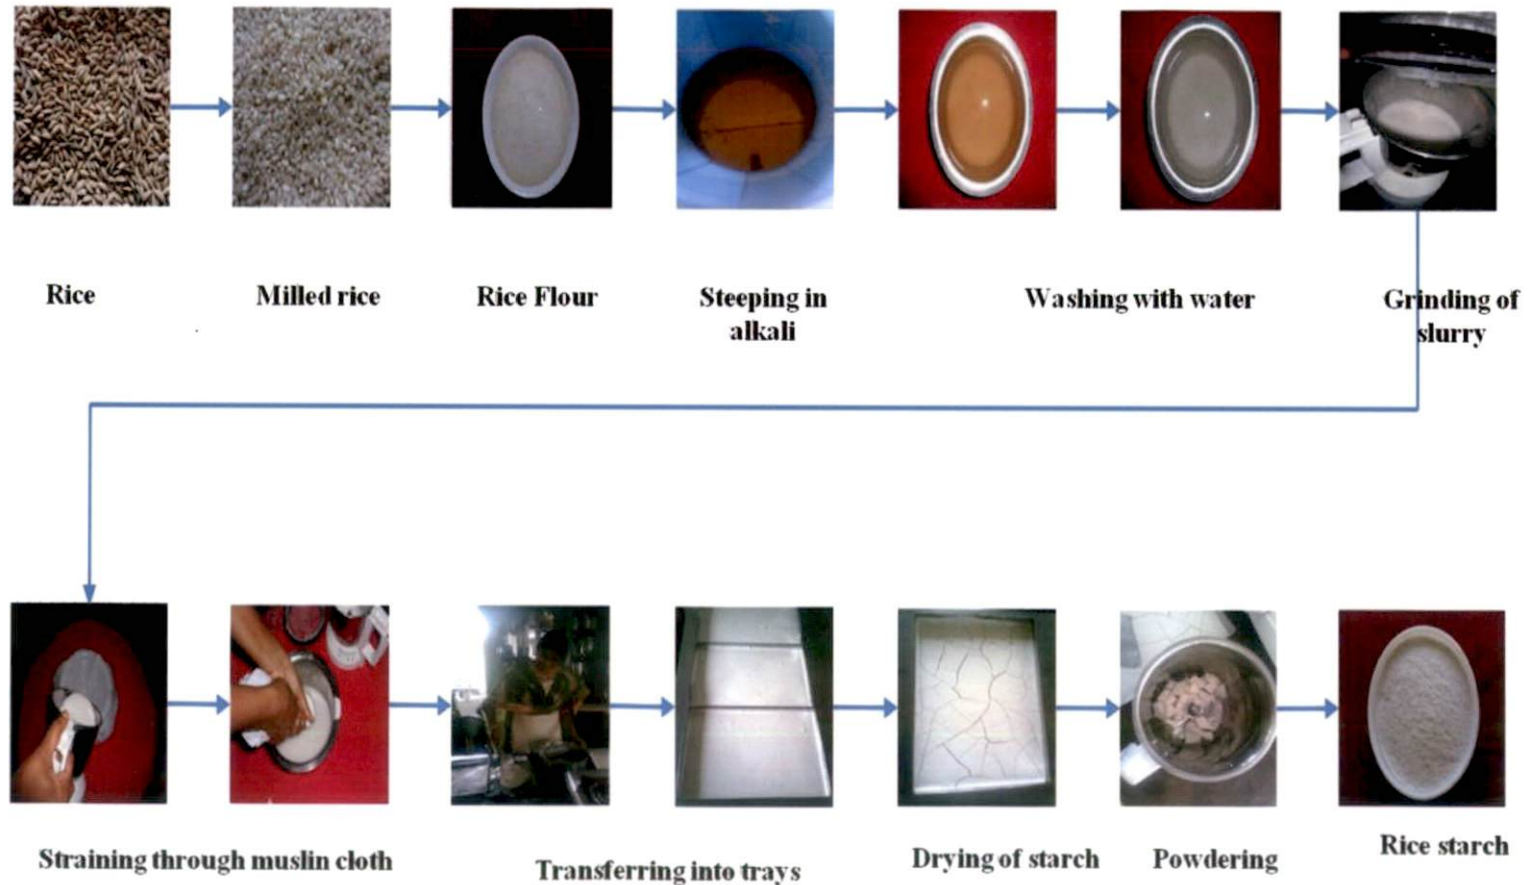 Rice
Milled rice
Rice Flour
Steeping in
alkali
Washing with water
Grinding of
slurry
Straining through muslin cloth
Transferring into trays
Drying of starch
Powdering
Rice starch